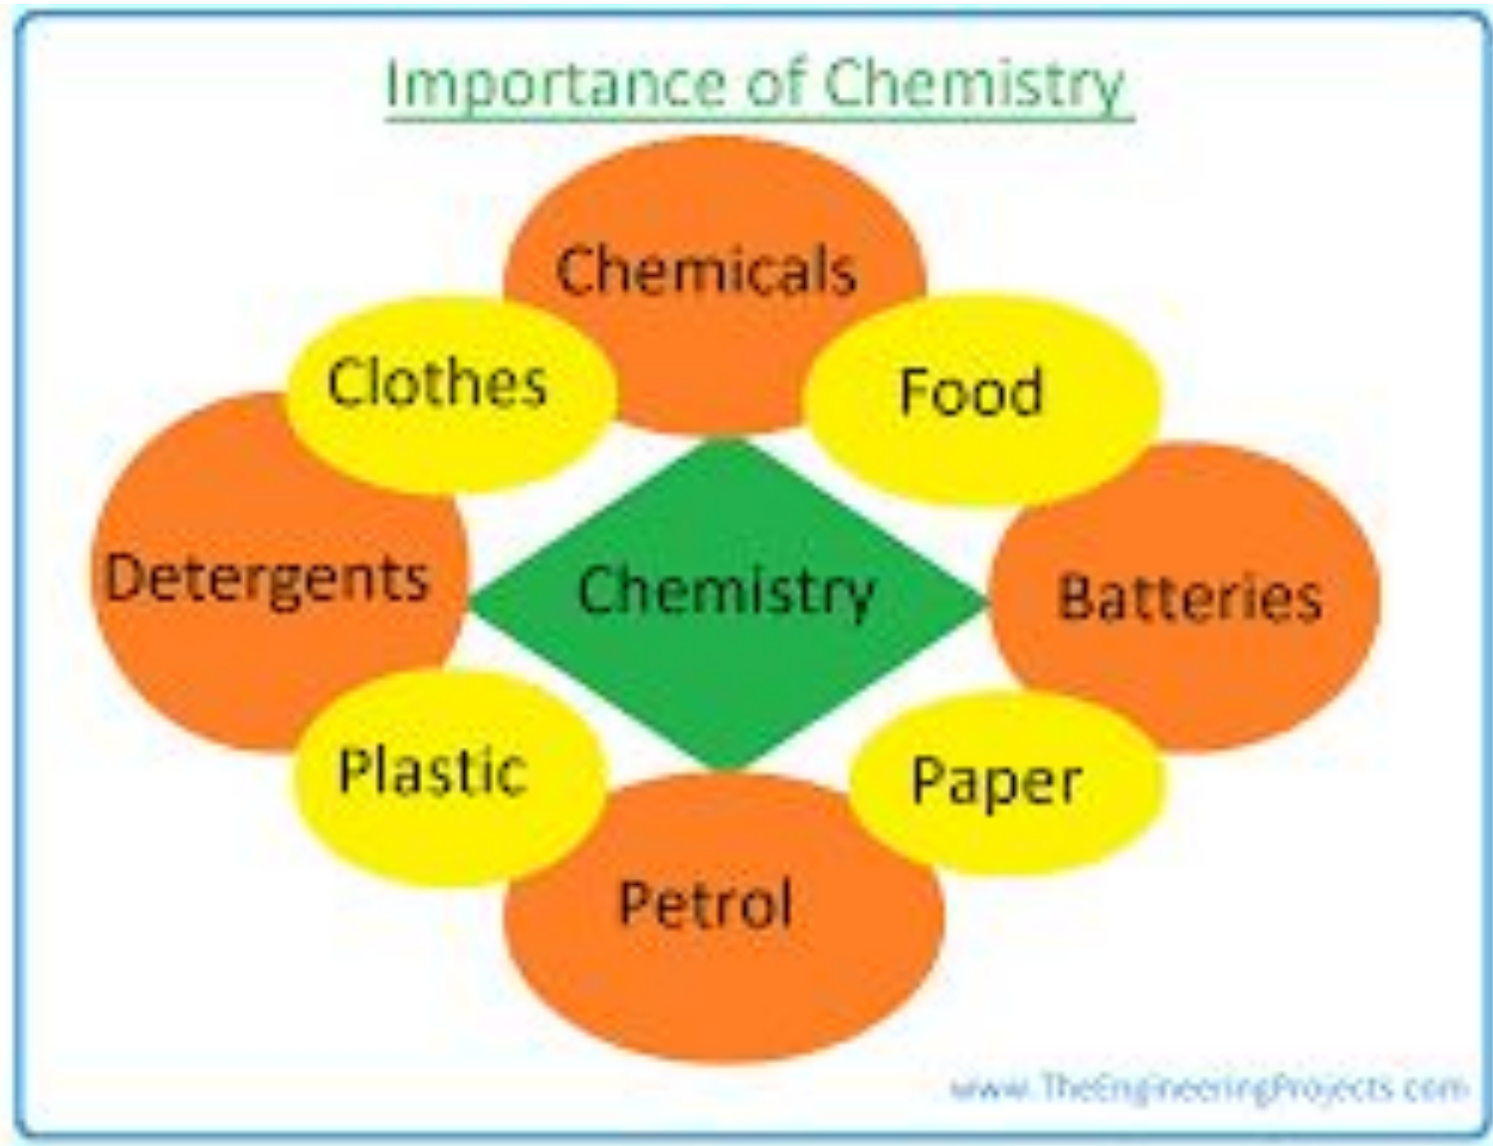 Importance of Chemistry
Chemicals
Clothes
Food
Detergents
Chemistry
Batteries
Plastic
Paper
Petrol
www.TheEngineeringProjects.com